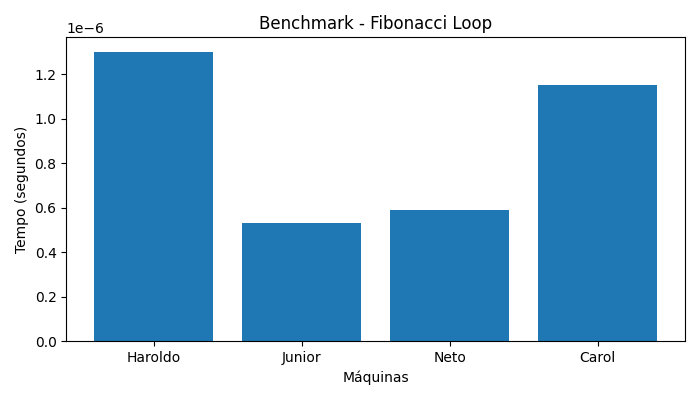 Benchmark - Fibonacci Loop
1e−6
1.2
1.0
0.8
0.6
0.4
0.2
0.0
Tempo (segundos)
Haroldo Junior Neto Carol
Máquinas